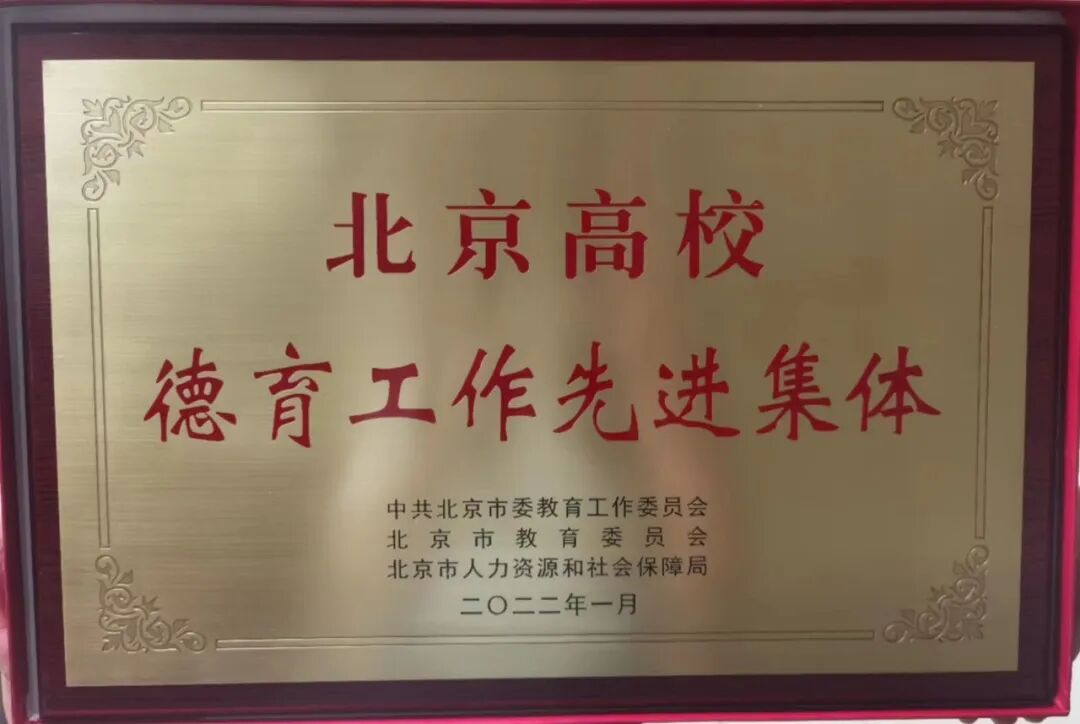 北京高校
德育工作先进集体
中共北京市委教育工作委员会
北京市教育委员会
北京市人力资源和社会保障局
二〇二二年一月